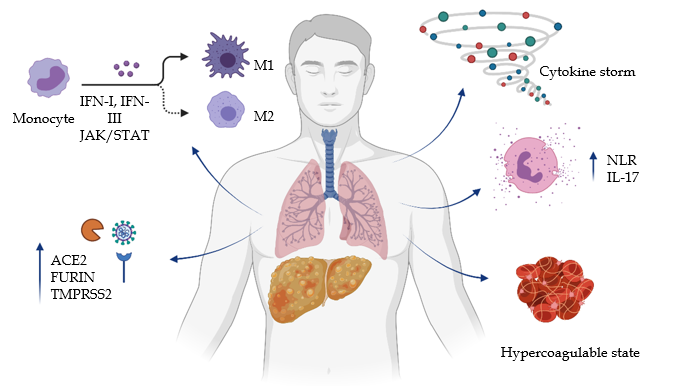 M1
Cytokine storm
Monocyte
IFN-I, IFN-
III
JAK/STAT
M2
NLR
IL-17
ACE2
FURIN
TMPRSS2
Hypercoagulable state